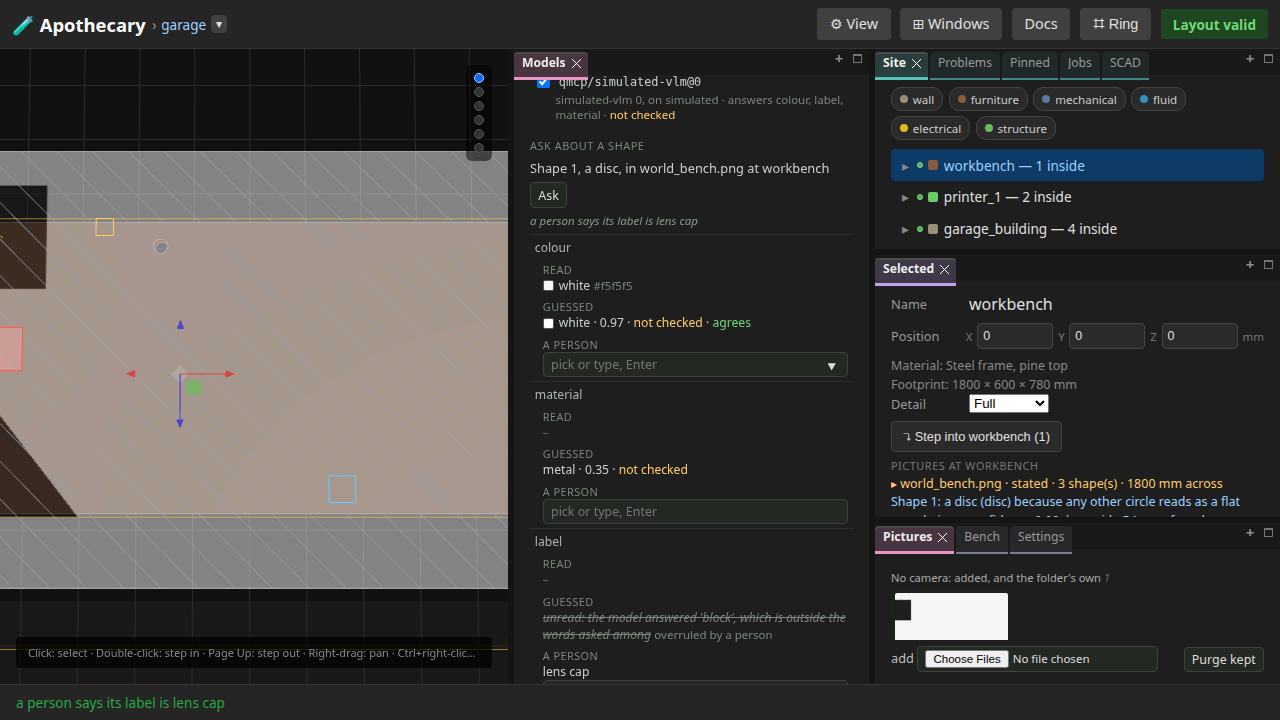 🧪 Apothecary › garage ▾
⚙ View
⊞ Windows
Docs
⌗ Ring
Layout valid
Click: select · Double-click: step in · Page Up: step out · Right-drag: pan · Ctrl+right-clic…
Models
qmcp/simulated-vlm@0
simulated-vlm 0, on simulated · answers colour, label,
material · not checked
ASK ABOUT A SHAPE
Shape 1, a disc, in world_bench.png at workbench
Ask
a person says its label is lens cap
colour
READ
white #f5f5f5
GUESSED
white · 0.97 · not checked · agrees
A PERSON
pick or type, Enter
material
READ
–
GUESSED
metal · 0.35 · not checked
A PERSON
pick or type, Enter
label
READ
–
GUESSED
unread: the model answered 'block', which is outside the
words asked among overruled by a person
A PERSON
lens cap
Site
Problems
Pinned
Jobs
SCAD
wall
furniture
mechanical
fluid
electrical
structure
workbench — 1 inside
printer_1 — 2 inside
garage_building — 4 inside
Selected
Name workbench
Position X 0 Y 0 Z 0 mm
Material: Steel frame, pine top
Footprint: 1800 × 600 × 780 mm
Detail Full
⤵ Step into workbench (1)
PICTURES AT WORKBENCH
▸ world_bench.png · stated · 3 shape(s) · 1800 mm across
Shape 1: a disc (disc) because any other circle reads as a flat
Pictures
Bench
Settings
No camera: added, and the folder's own 1
add Choose Files No file chosen
Purge kept
a person says its label is lens cap